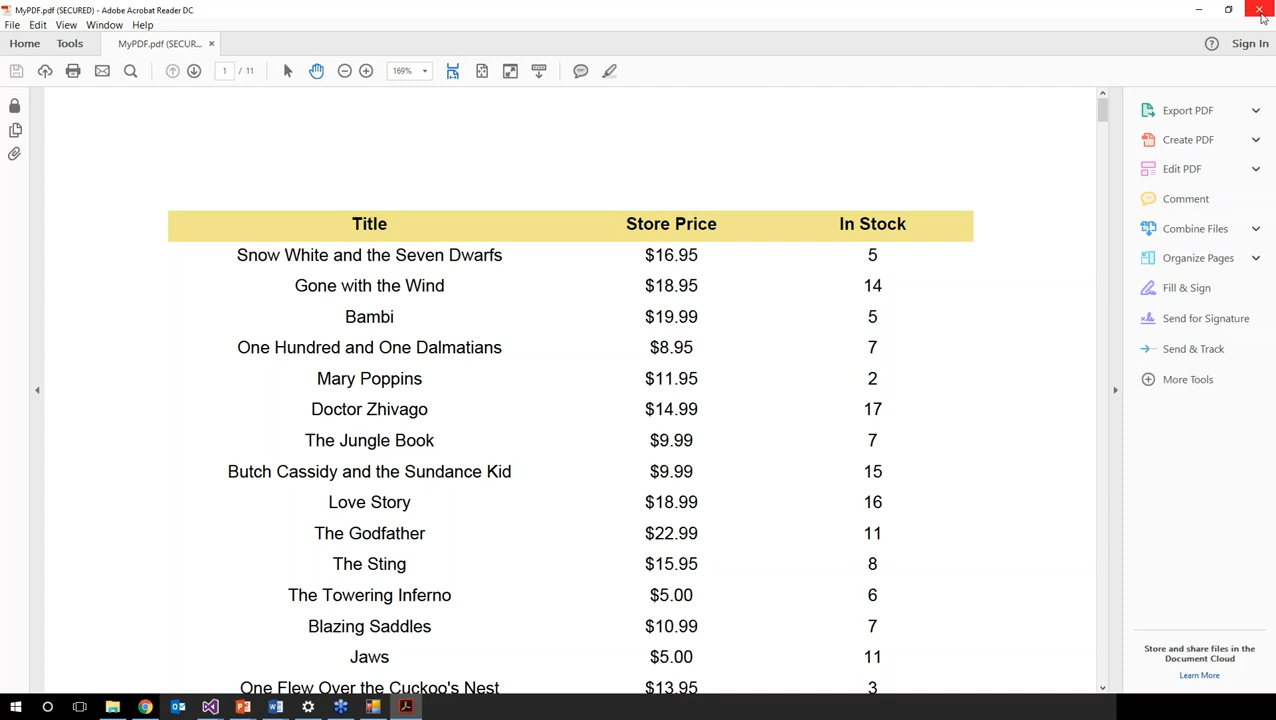 MyPDF.pdf (SECURED) - Adobe Acrobat Reader DC
File Edit View Window Help
Home Tools MyPDF.pdf (SECUR... × Sign In
1 / 11 169%
Export PDF
Create PDF
Edit PDF
Comment
Combine Files
Organize Pages
Fill & Sign
Send for Signature
Send & Track
More Tools
Title Store Price In Stock
Snow White and the Seven Dwarfs $16.95 5
Gone with the Wind $18.95 14
Bambi $19.99 5
One Hundred and One Dalmatians $8.95 7
Mary Poppins $11.95 2
Doctor Zhivago $14.99 17
The Jungle Book $9.99 7
Butch Cassidy and the Sundance Kid $9.99 15
Love Story $18.99 16
The Godfather $22.99 11
The Sting $15.95 8
The Towering Inferno $5.00 6
Blazing Saddles $10.99 7
Jaws $5.00 11
One Flew Over the Cuckoo's Nest $13.95 3
Store and share files in the
Document Cloud
Learn More